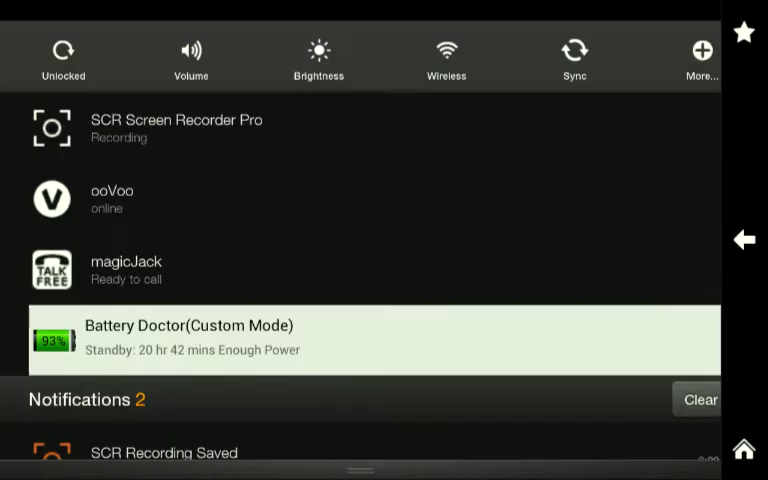 Unlocked Volume Brightness Wireless Sync More...
SCR Screen Recorder Pro
Recording
V
ooVoo
online
TALK
FREE
magicJack
Ready to call
93%
Battery Doctor(Custom Mode)
Standby: 20 hr 42 mins Enough Power
Notifications 2
Clear
SCR Recording Saved